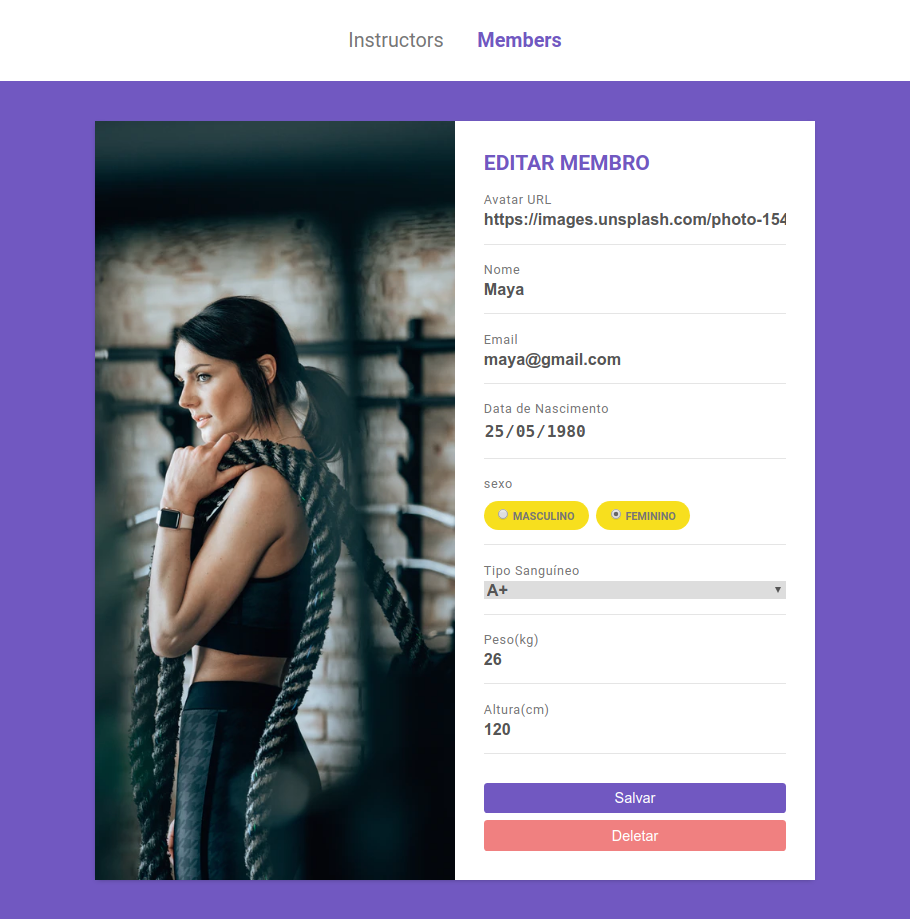 Instructors Members
EDITAR MEMBRO
Avatar URL
https://images.unsplash.com/photo-154
Nome
Maya
Email
maya@gmail.com
Data de Nascimento
25/05/1980
sexo
MASCULINO FEMININO
Tipo Sanguíneo
A+
Peso(kg)
26
Altura(cm)
120
Salvar
Deletar